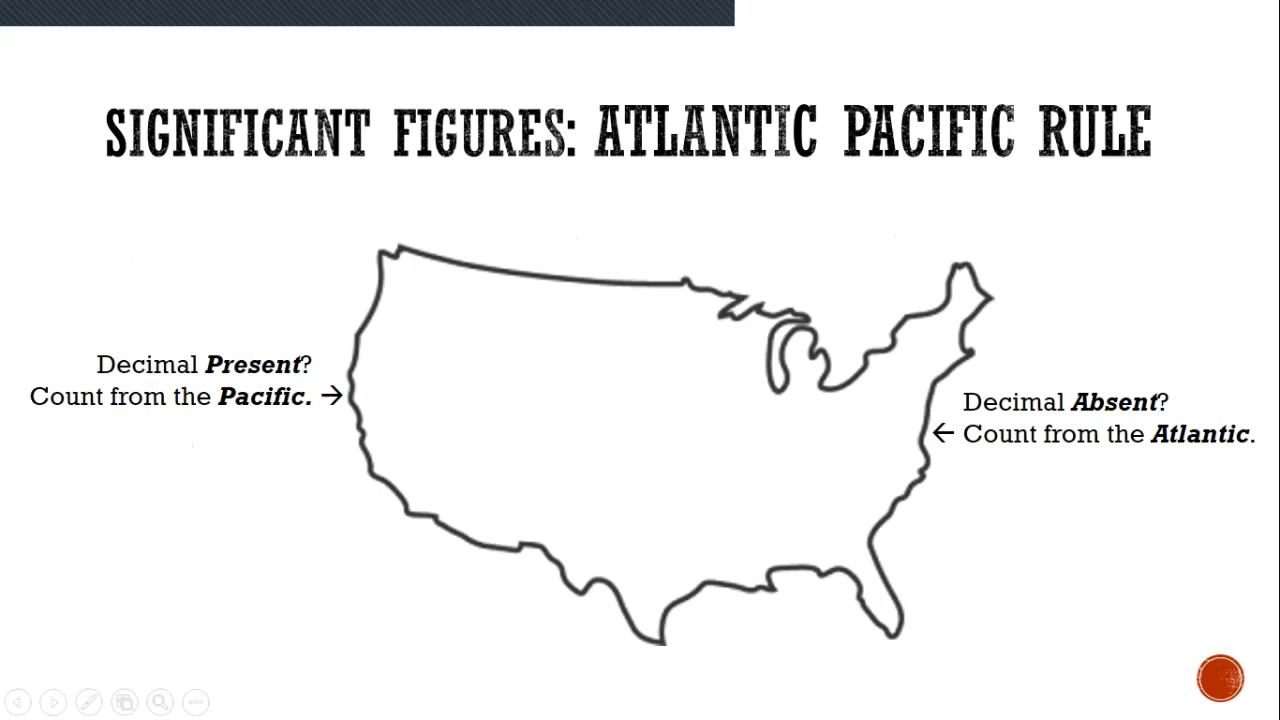 SIGNIFICANT FIGURES: ATLANTIC PACIFIC RULE
Decimal Present?
Count from the Pacific. →
Decimal Absent?
← Count from the Atlantic.